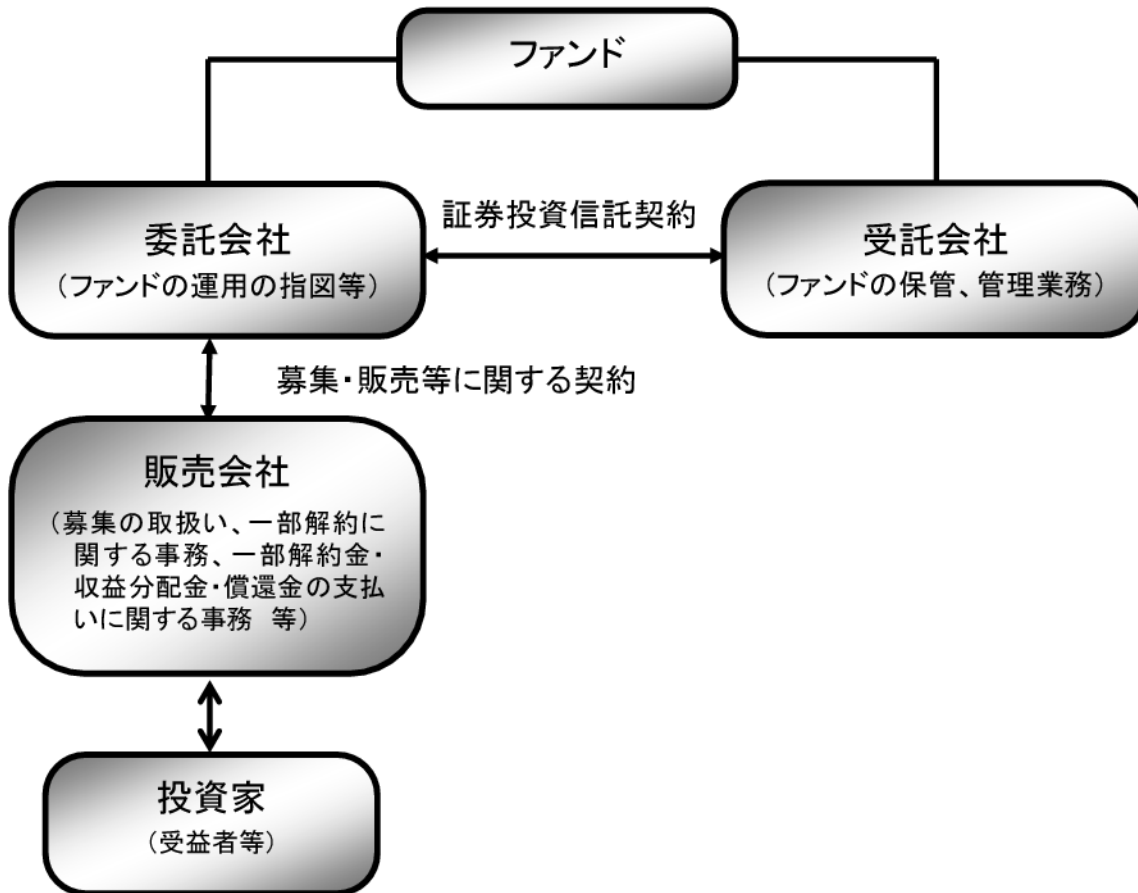 ファンド
委託会社
（ファンドの運用の指図等）
証券投資信託契約
受託会社
（ファンドの保管、管理業務）
募集・販売等に関する契約
販売会社
（募集の取扱い、一部解約に
関する事務、一部解約金・
収益分配金・償還金の支払
いに関する事務　等）
投資家
（受益者等）